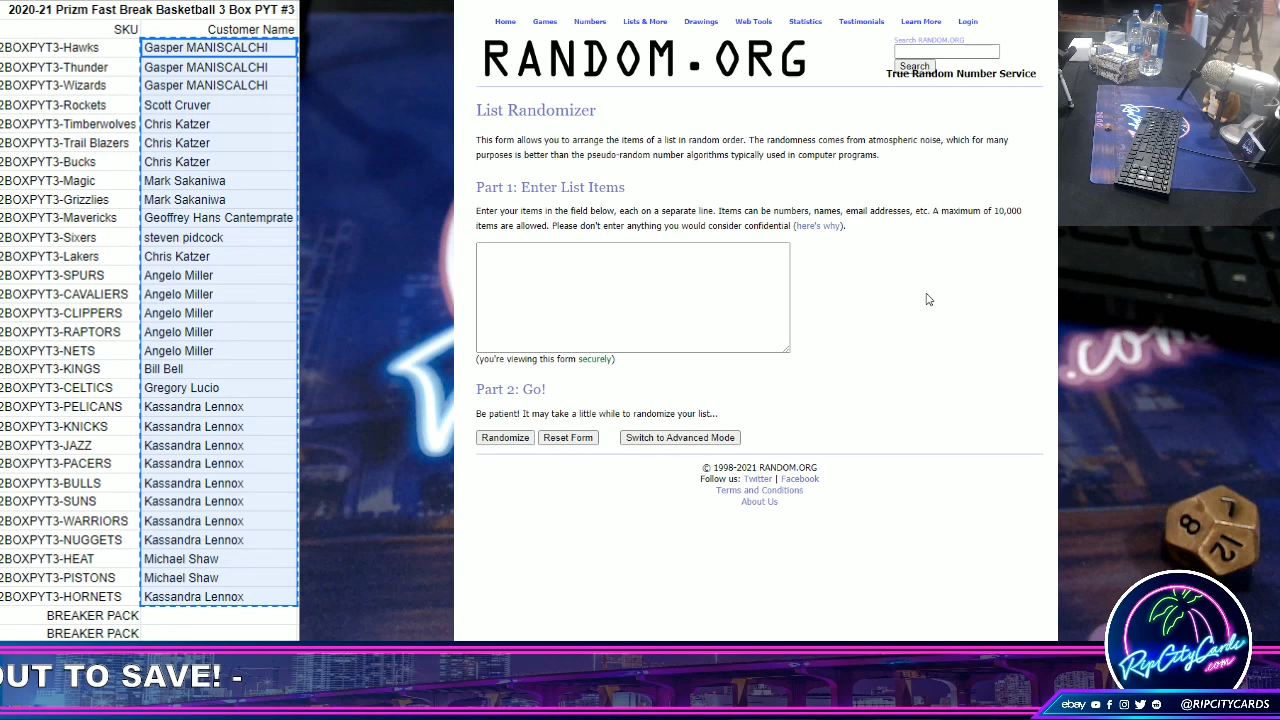 2020-21 Prizm Fast Break Basketball 3 Box PYT #3
SKU Customer Name
2BOXPYT3-Hawks Gasper MANISCALCHI
2BOXPYT3-Thunder Gasper MANISCALCHI
2BOXPYT3-Wizards Gasper MANISCALCHI
2BOXPYT3-Rockets Scott Cruver
2BOXPYT3-Timberwolves Chris Katzer
2BOXPYT3-Trail Blazers Chris Katzer
2BOXPYT3-Bucks Chris Katzer
2BOXPYT3-Magic Mark Sakaniwa
2BOXPYT3-Grizzlies Mark Sakaniwa
2BOXPYT3-Mavericks Geoffrey Hans Contemprate
2BOXPYT3-Sixers steven pidcock
2BOXPYT3-Lakers Chris Katzer
2BOXPYT3-SPURS Angelo Miller
2BOXPYT3-CAVALIERS Angelo Miller
2BOXPYT3-CLIPPERS Angelo Miller
2BOXPYT3-RAPTORS Angelo Miller
2BOXPYT3-NETS Angelo Miller
2BOXPYT3-KINGS Bill Bell
2BOXPYT3-CELTICS Gregory Lucio
2BOXPYT3-PELICANS Kassandra Lennox
2BOXPYT3-KNICKS Kassandra Lennox
2BOXPYT3-JAZZ Kassandra Lennox
2BOXPYT3-PACERS Kassandra Lennox
2BOXPYT3-BULLS Kassandra Lennox
2BOXPYT3-SUNS Kassandra Lennox
2BOXPYT3-WARRIORS Kassandra Lennox
2BOXPYT3-NUGGETS Kassandra Lennox
2BOXPYT3-HEAT Michael Shaw
2BOXPYT3-PISTONS Michael Shaw
2BOXPYT3-HORNETS Kassandra Lennox
BREAKER PACK
BREAKER PACK
Home Games Numbers Lists & More Drawings Web Tools Statistics Testimonials Learn More Login
RANDOM.ORG
Search RANDOM.ORG
Search
True Random Number Service
List Randomizer
This form allows you to arrange the items of a list in random order. The randomness comes from atmospheric noise, which for many
purposes is better than the pseudo-random number algorithms typically used in computer programs.
Part 1: Enter List Items
Enter your items in the field below, each on a separate line. Items can be numbers, names, email addresses, etc. A maximum of 10,000
items are allowed. Please don't enter anything you would consider confidential (here's why).
(you're viewing this form securely)
Part 2: Go!
Be patient! It may take a little while to randomize your list...
Randomize Reset Form Switch to Advanced Mode
© 1998-2021 RANDOM.ORG
Follow us: Twitter | Facebook
Terms and Conditions
About Us
.com
7
8
12
RipCityCards
.com
OUT TO SAVE! -
ebay @RIPCITYCARDS